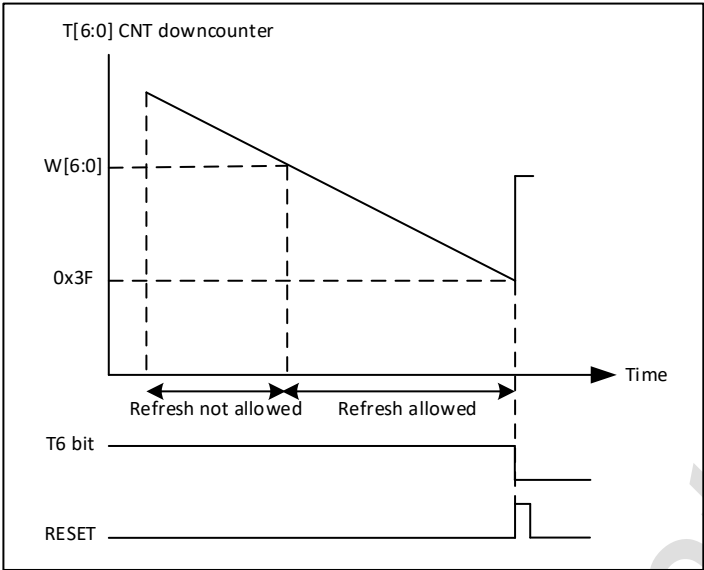 T[6:0] CNT downcounter
W[6:0]
0x3F
Time
Refresh not allowed
Refresh allowed
T6 bit
RESET